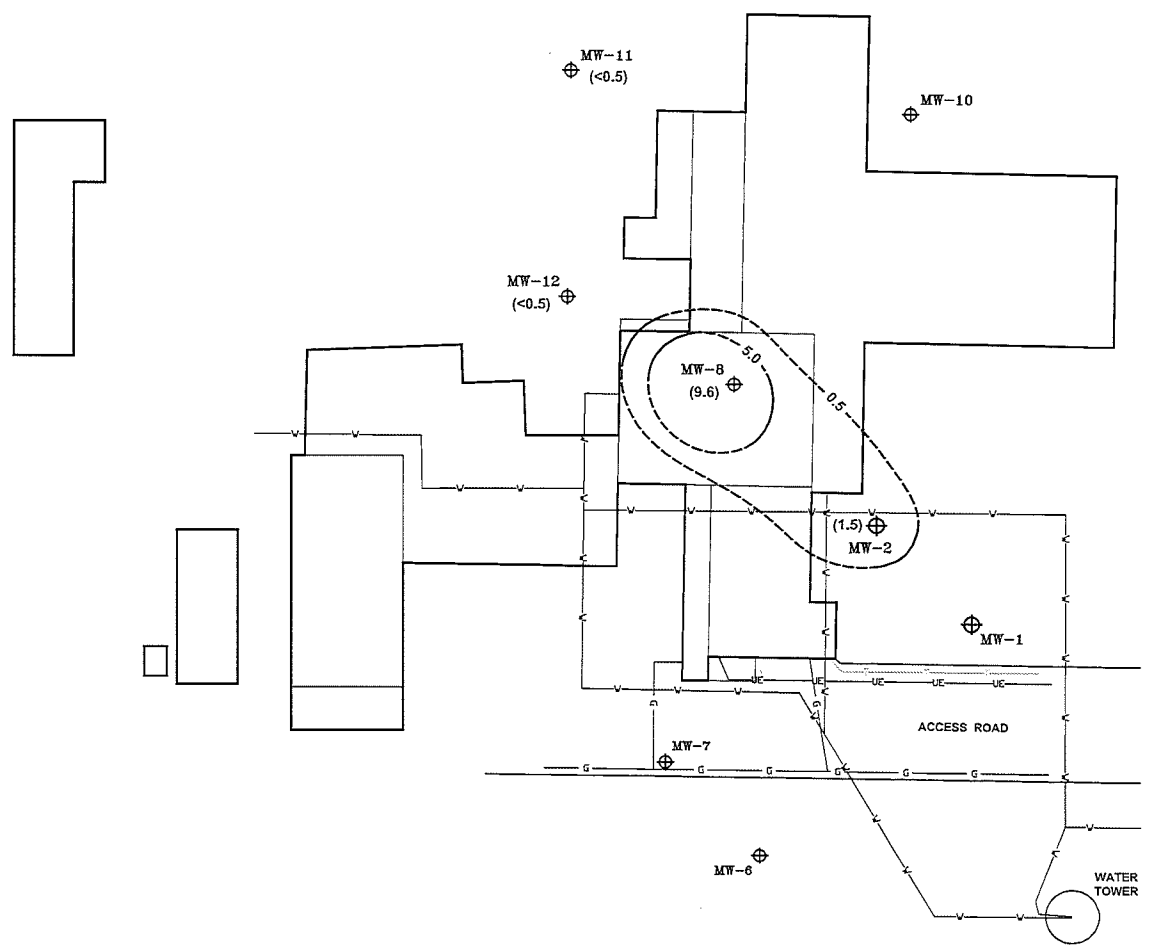 MW-11
(<0.5)
MW-10
MW-12
(<0.5)
5.0
MW-8
(9.6)
0.5
W W
W W
W W W W W W W
(1.5)
MW-2
MW-1
UE UE UE UE UE
W W W
G
G
ACCESS ROAD
MW-7
G G G G G G
W
MW-6
WATER
TOWER
W W